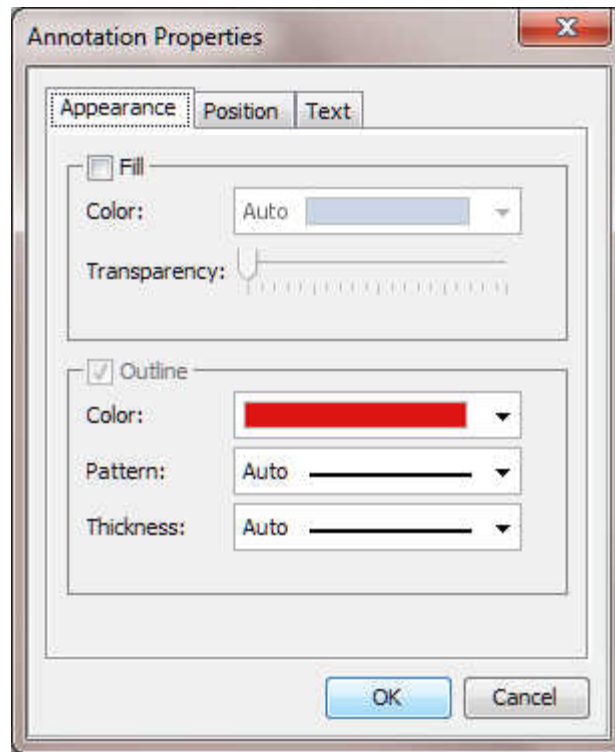 Annotation Properties
Appearance Position Text
Fill
Color: Auto
Transparency:
Outline
Color:
Pattern: Auto
Thickness: Auto
OK Cancel